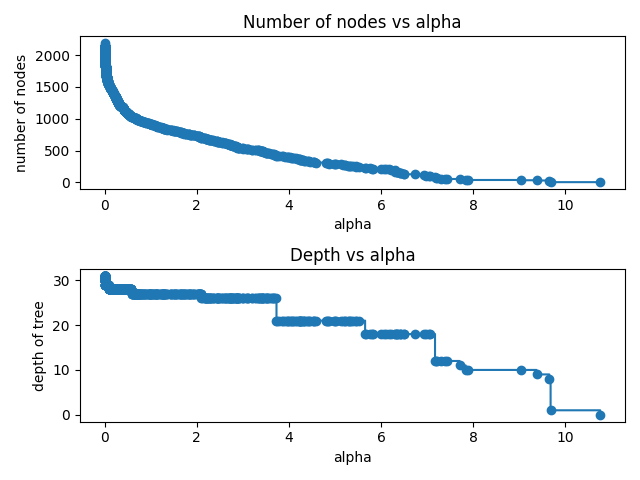 Number of nodes vs alpha
number of nodes
2000
1500
1000
500
0
0 2 4 6 8 10
alpha
Depth vs alpha
depth of tree
30
20
10
0
0 2 4 6 8 10
alpha